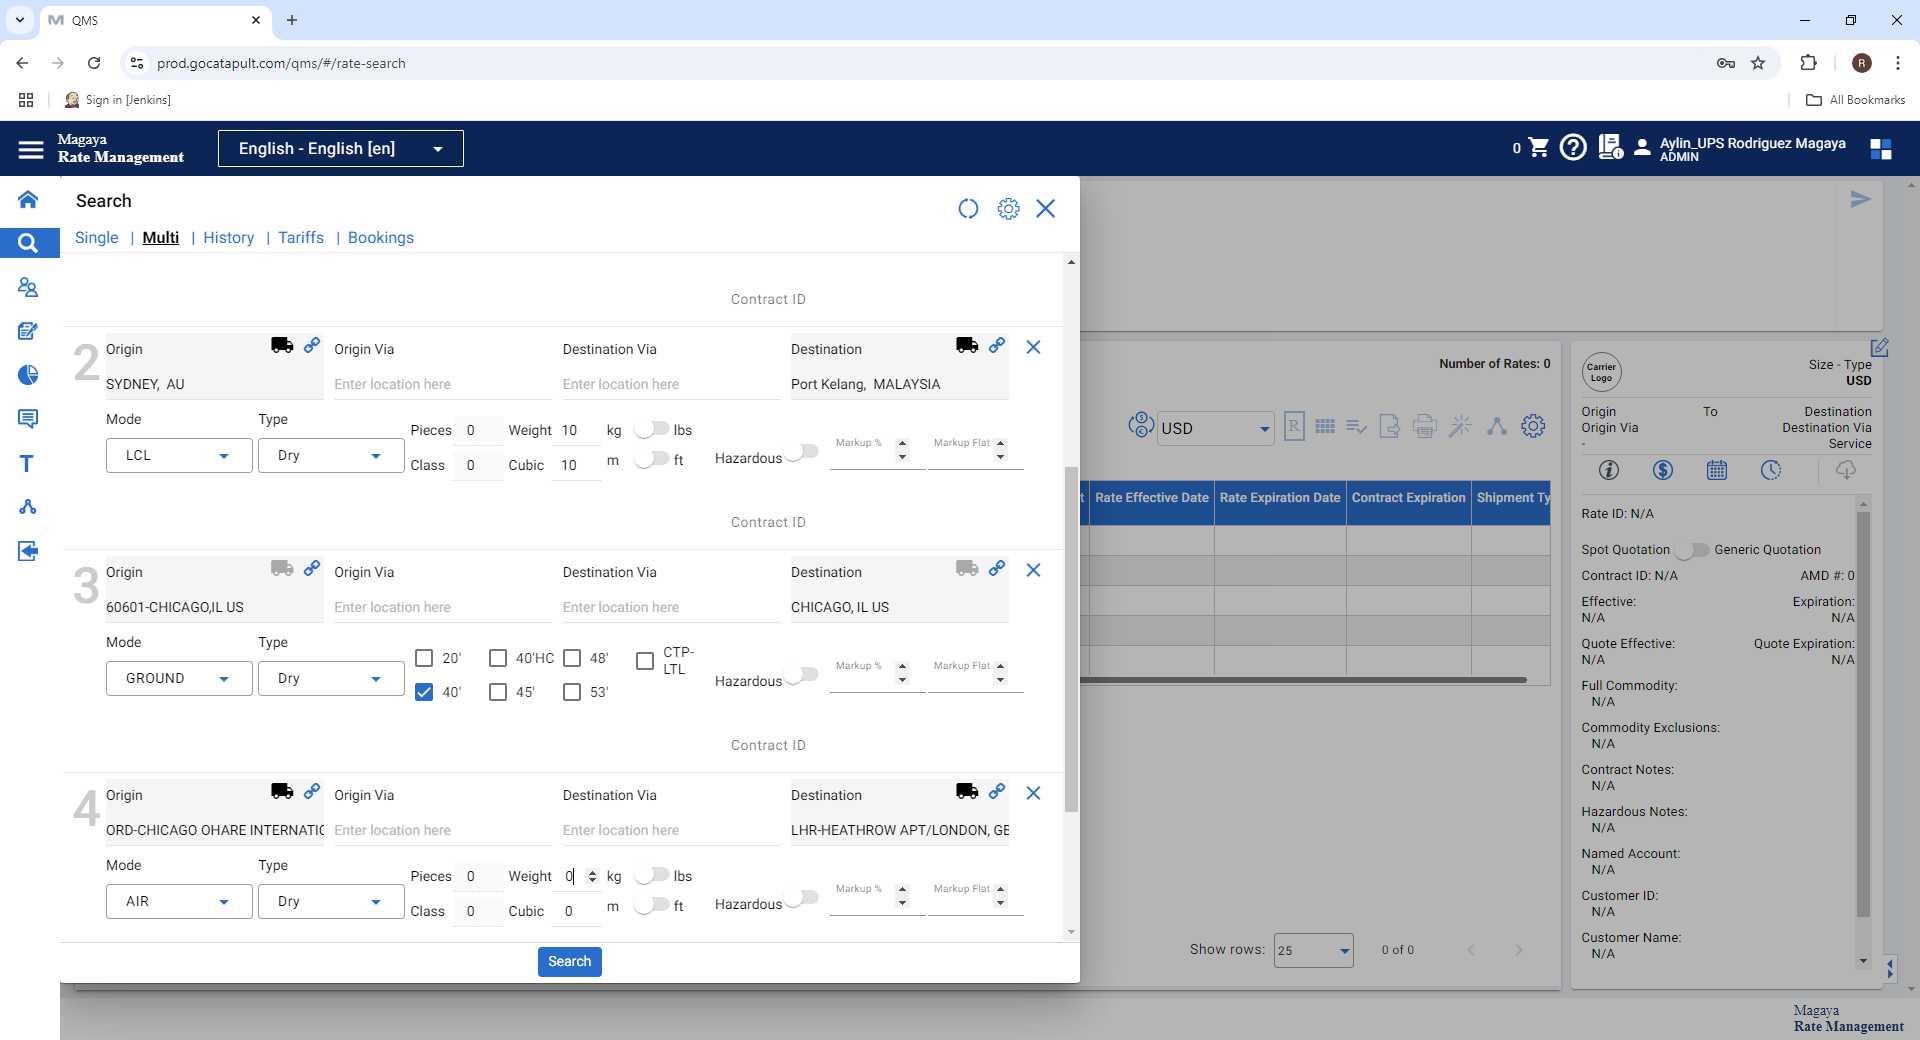 QMS
prod.gocatapult.com/qms/#/rate-search
R
Sign in [Jenkins]
All Bookmarks
Magaya
Rate Management
English - English [en]
0
Aylin_UPS Rodriguez Magaya
ADMIN
Search
Single | Multi | History | Tariffs | Bookings
Contract ID
2
Origin
Origin Via
Destination Via
Destination
SYDNEY, AU
Enter location here
Enter location here
Port Kelang, MALAYSIA
Mode
Type
LCL
Dry
Pieces 0 Weight 10 kg lbs
Class 0 Cubic 10 m ft
Hazardous
Markup %
Markup Flat
Contract ID
3
Origin
Origin Via
Destination Via
Destination
60601-CHICAGO,IL US
Enter location here
Enter location here
CHICAGO, IL US
Mode
Type
GROUND
Dry
20' 40'HC 48' CTP-
LTL
40' 45' 53'
Hazardous
Markup %
Markup Flat
Contract ID
4
Origin
Origin Via
Destination Via
Destination
ORD-CHICAGO OHARE INTERNATIO
Enter location here
Enter location here
LHR-HEATHROW APT/LONDON, GB
Mode
Type
AIR
Dry
Pieces 0 Weight 0 kg lbs
Class 0 Cubic 0 m ft
Hazardous
Markup %
Markup Flat
Search
Number of Rates: 0
USD
R
t
Rate Effective Date
Rate Expiration Date
Contract Expiration
Shipment Ty
Show rows: 25 0 of 0
Carrier
Logo
Size - Type
USD
Origin To Destination
Origin Via Destination Via
- Service
Rate ID: N/A
Spot Quotation Generic Quotation
Contract ID: N/A AMD #: 0
Effective: Expiration:
N/A N/A
Quote Effective: Quote Expiration:
N/A N/A
Full Commodity:
N/A
Commodity Exclusions:
N/A
Contract Notes:
N/A
Hazardous Notes:
N/A
Named Account:
N/A
Customer ID:
N/A
Customer Name:
N/A
Magaya
Rate Management